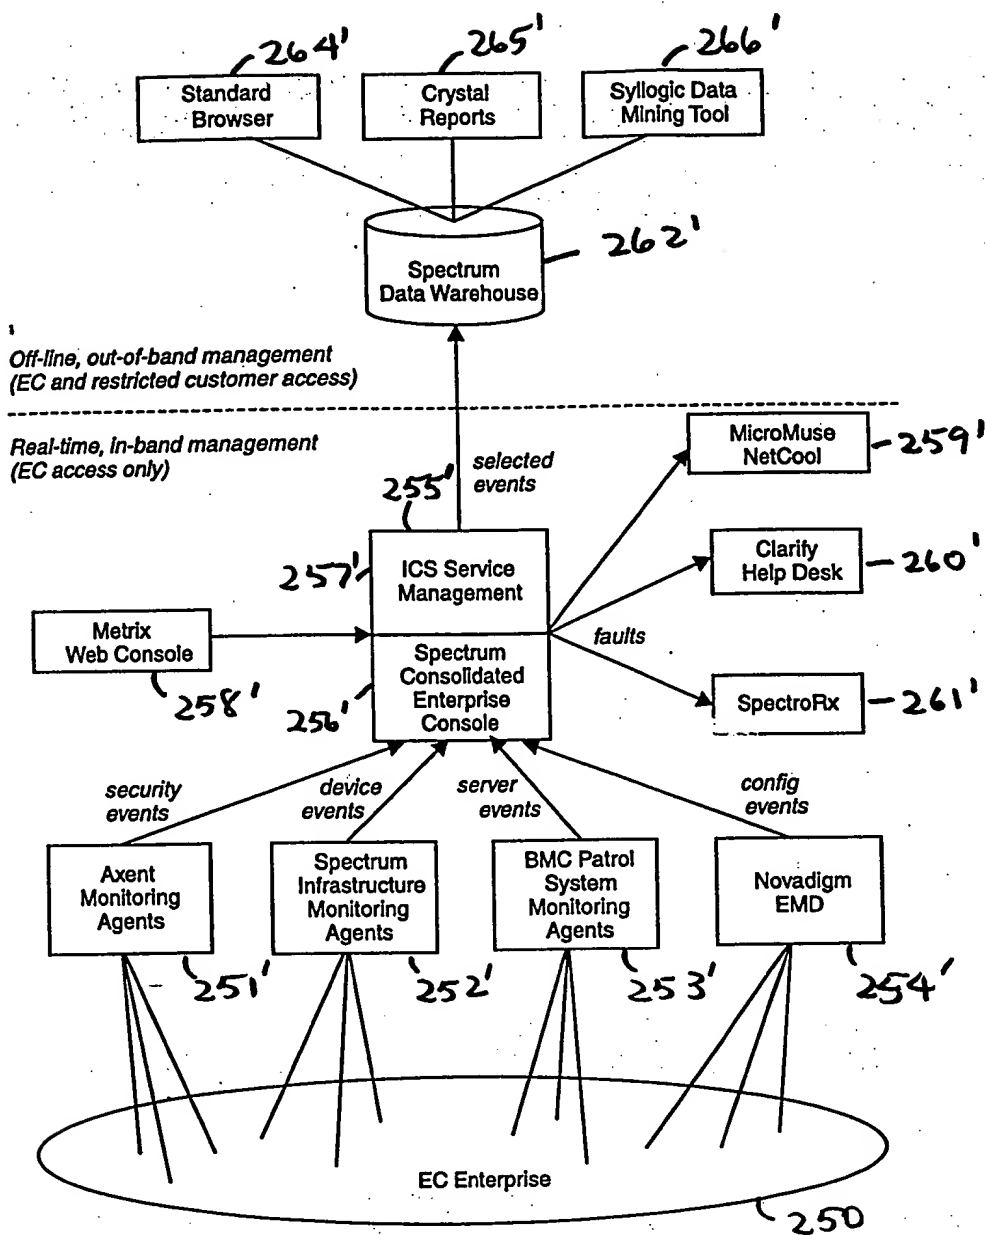 264'
265'
266'
Standard
Browser
Crystal
Reports
Syllogic Data
Mining Tool
262'
Spectrum
Data Warehouse
Off-line, out-of-band management
(EC and restricted customer access)
Real-time, in-band management
(EC access only)
selected
events
MicroMuse
NetCool
259'
255'
257'
ICS Service
Management
Clarify
Help Desk
260'
Metrix
Web Console
258'
Spectrum
Consolidated
Enterprise
Console
256'
faults
SpectroRx
261'
security
events
device
events
server
events
config
events
Axent
Monitoring
Agents
Spectrum
Infrastructure
Monitoring
Agents
BMC Patrol
System
Monitoring
Agents
Novadigm
EMD
251'
252'
253'
254'
EC Enterprise
250